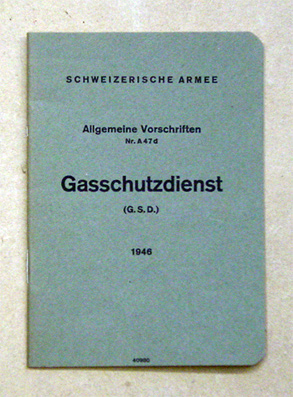 SCHWEIZERISCHE ARMEE
Allgemeine Vorschriften
Nr. A 47 d
Gasschutzdienst
(G. S. D.)
1946